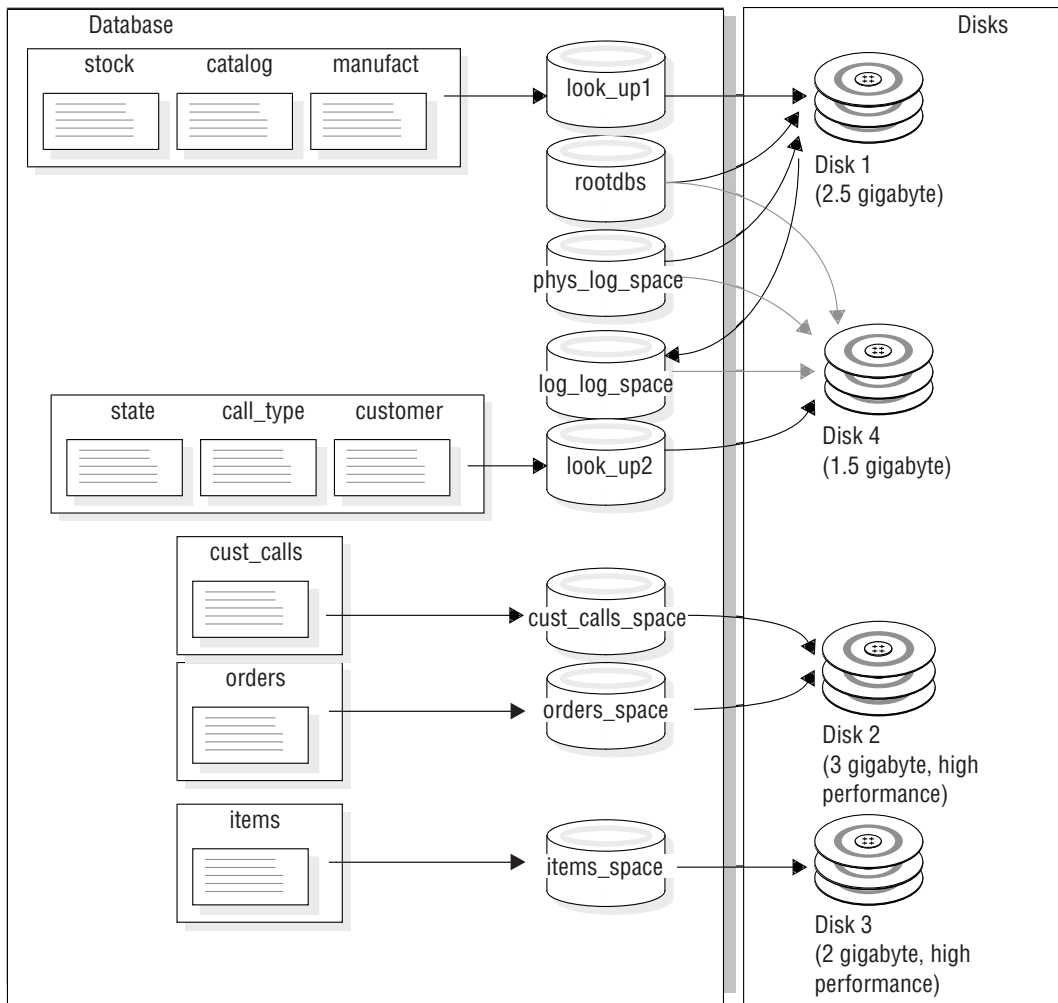 Database
Disks
stock
catalog
manufact
look_up1
Disk 1
(2.5 gigabyte)
rootdbs
phys_log_space
log_log_space
state
call_type
customer
look_up2
Disk 4
(1.5 gigabyte)
cust_calls
cust_calls_space
orders
orders_space
Disk 2
(3 gigabyte, high
performance)
items
items_space
Disk 3
(2 gigabyte, high
performance)